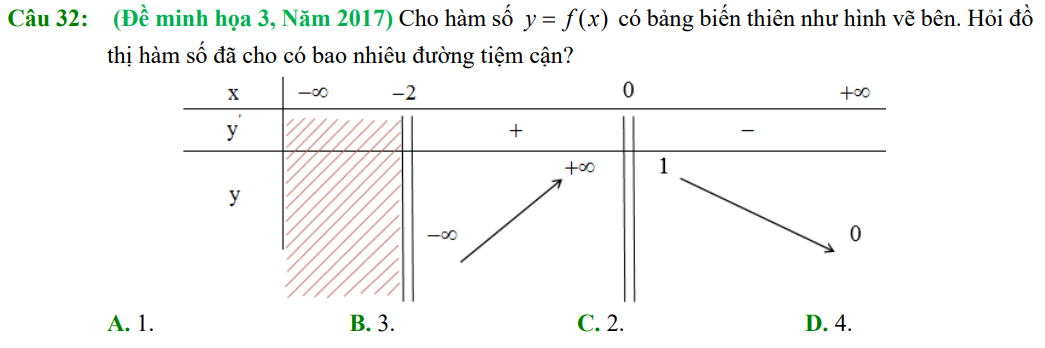 Câu 32: (Đề minh họa 3, Năm 2017) Cho hàm số y = f(x) có bảng biến thiên như hình vẽ bên. Hỏi đồ
thị hàm số đã cho có bao nhiêu đường tiệm cận?
x −∞ −2 0 +∞
y' + −
+∞ 1
y
−∞ 0
A. 1. B. 3. C. 2. D. 4.